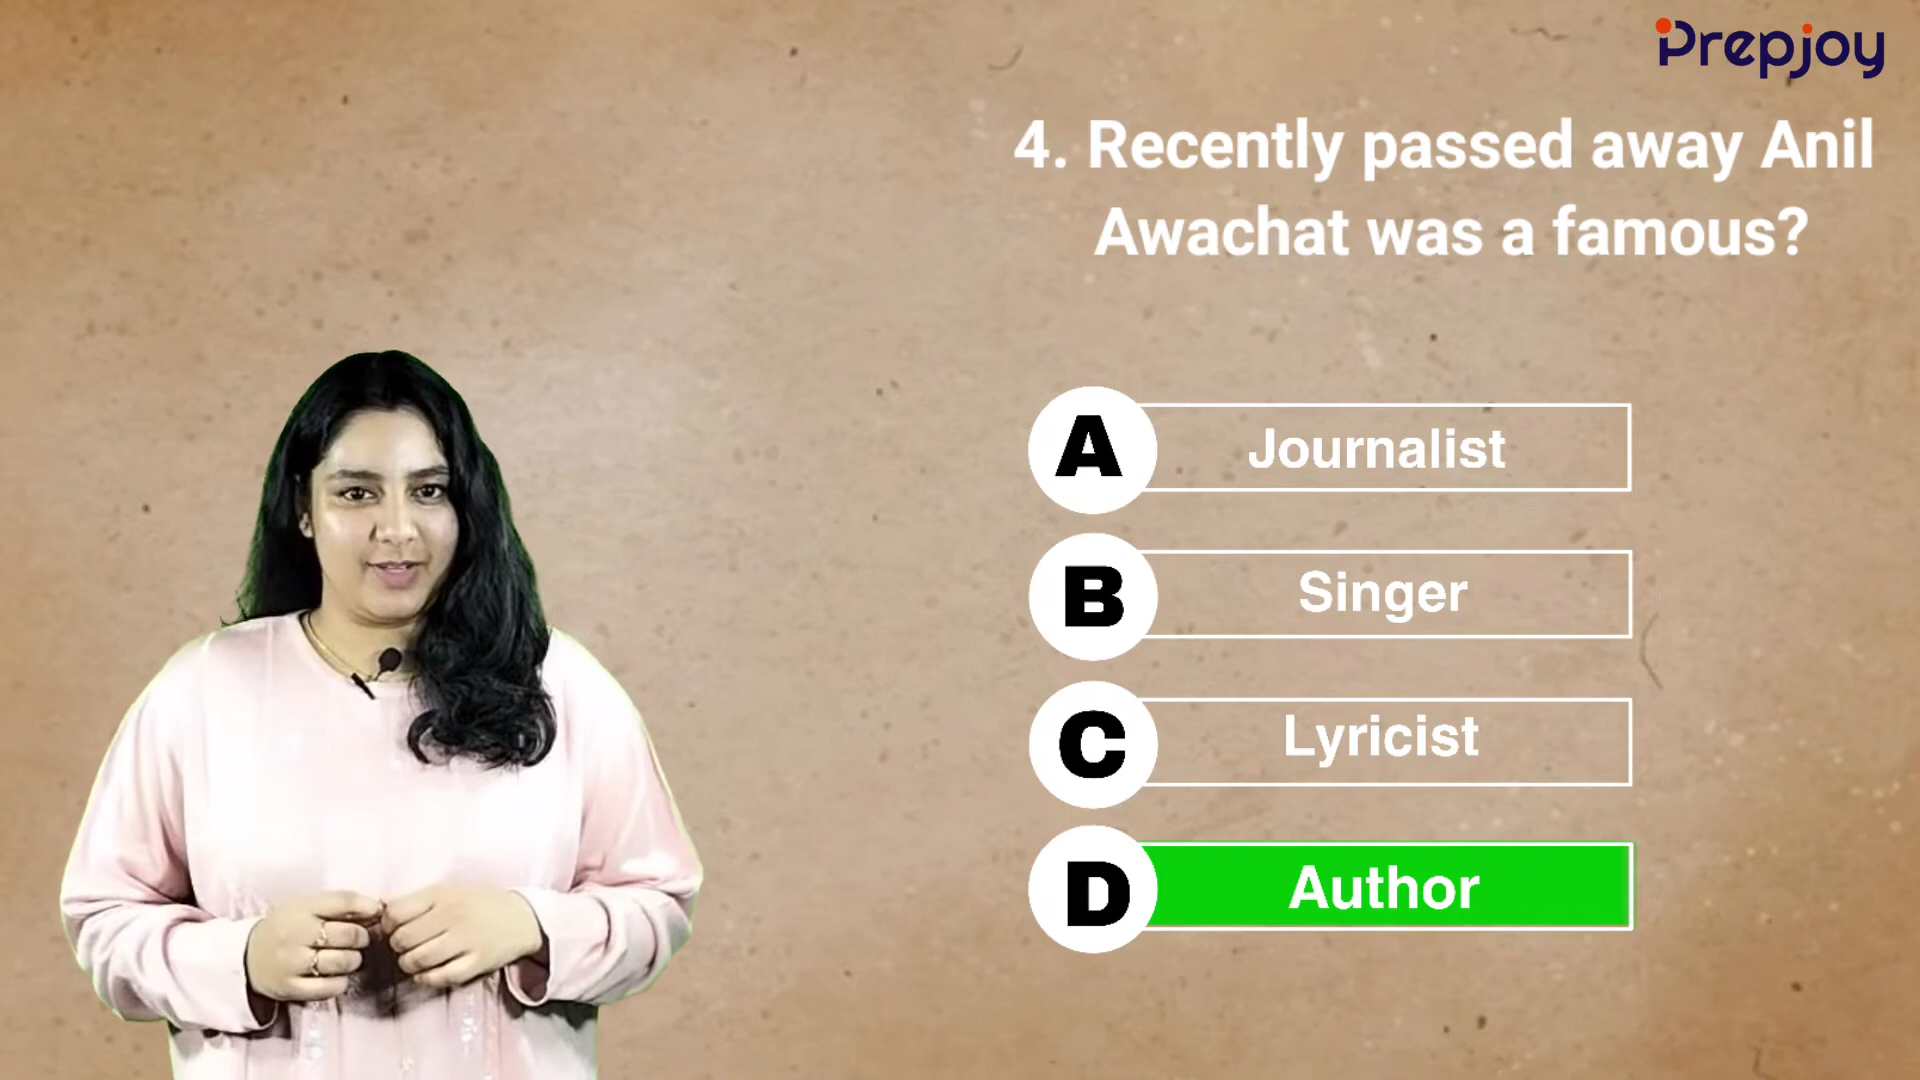 Prepjoy
4. Recently passed away Anil
Awachat was a famous?
A Journalist
B Singer
C Lyricist
D Author